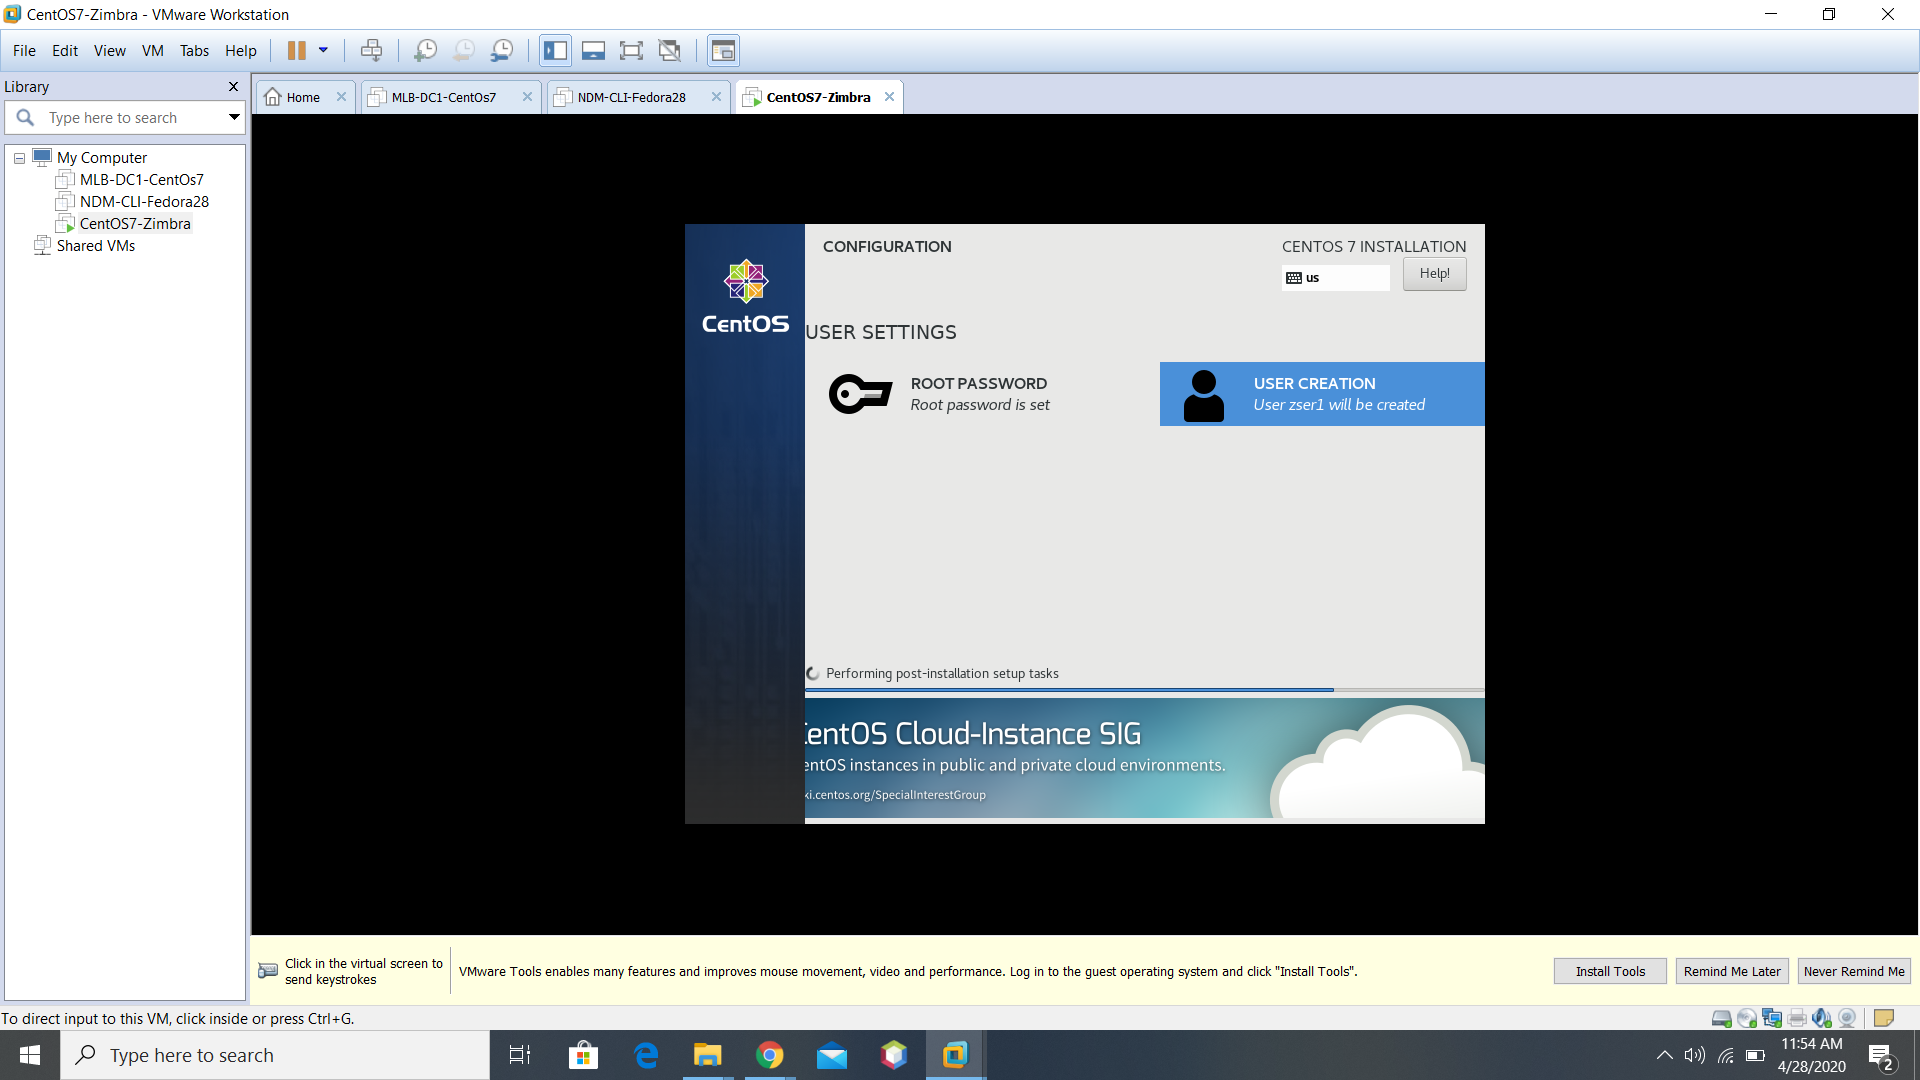 CentOS7-Zimbra - VMware Workstation
File Edit View VM Tabs Help
Library
Home
MLB-DC1-CentOs7
NDM-CLI-Fedora28
CentOS7-Zimbra
Type here to search
My Computer
MLB-DC1-CentOs7
NDM-CLI-Fedora28
CentOS7-Zimbra
Shared VMs
CentOS
CONFIGURATION
CENTOS 7 INSTALLATION
us
Help!
USER SETTINGS
ROOT PASSWORD
Root password is set
USER CREATION
User zser1 will be created
Performing post-installation setup tasks
entOS Cloud-Instance SIG
entOS instances in public and private cloud environments.
ki.centos.org/SpecialInterestGroup
Click in the virtual screen to
send keystrokes
VMware Tools enables many features and improves mouse movement, video and performance. Log in to the guest operating system and click "Install Tools".
Install Tools
Remind Me Later
Never Remind Me
To direct input to this VM, click inside or press Ctrl+G.
Type here to search
11:54 AM
4/28/2020
2